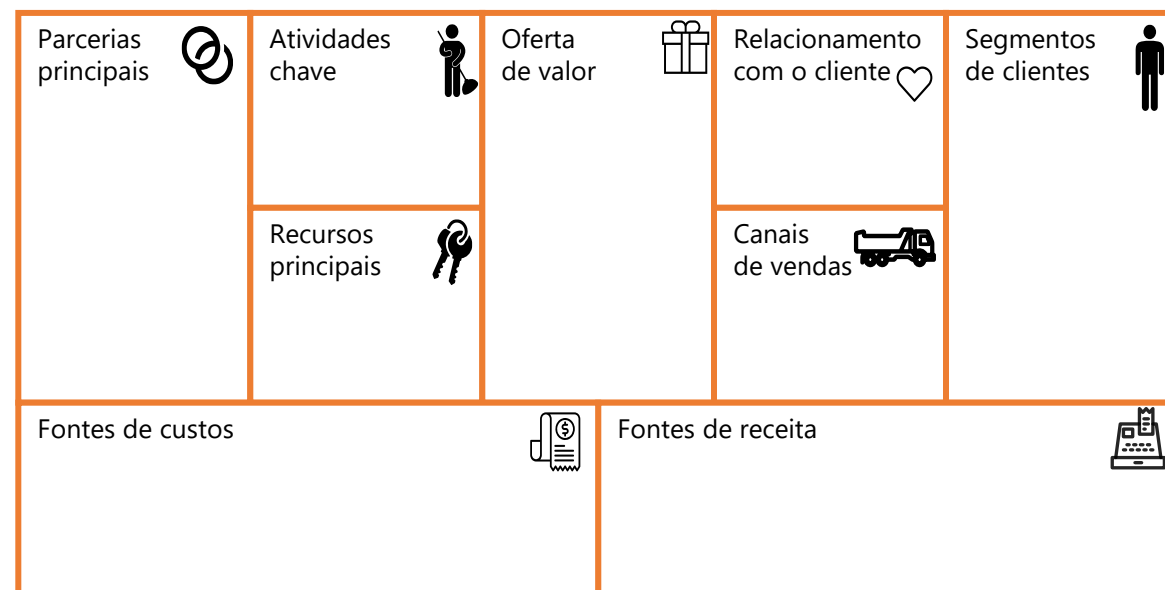 Parcerias
principais
Atividades
chave
Recursos
principais
Oferta
de valor
Relacionamento
com o cliente
Canais
de vendas
Segmentos
de clientes
Fontes de custos
Fontes de receita